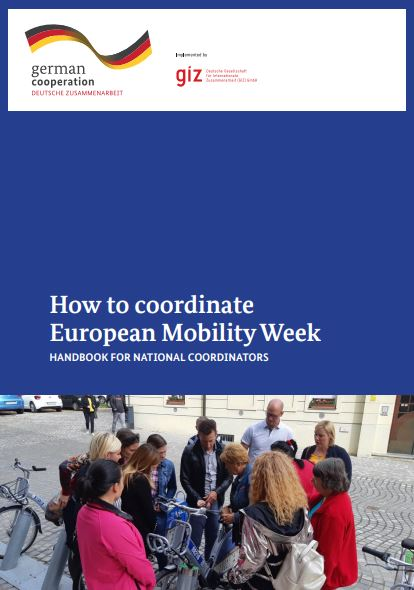 german
cooperation
DEUTSCHE ZUSAMMENARBEIT
Implemented by
giz
Deutsche Gesellschaft
für Internationale
Zusammenarbeit (GIZ) GmbH
How to coordinate
European Mobility Week
HANDBOOK FOR NATIONAL COORDINATORS